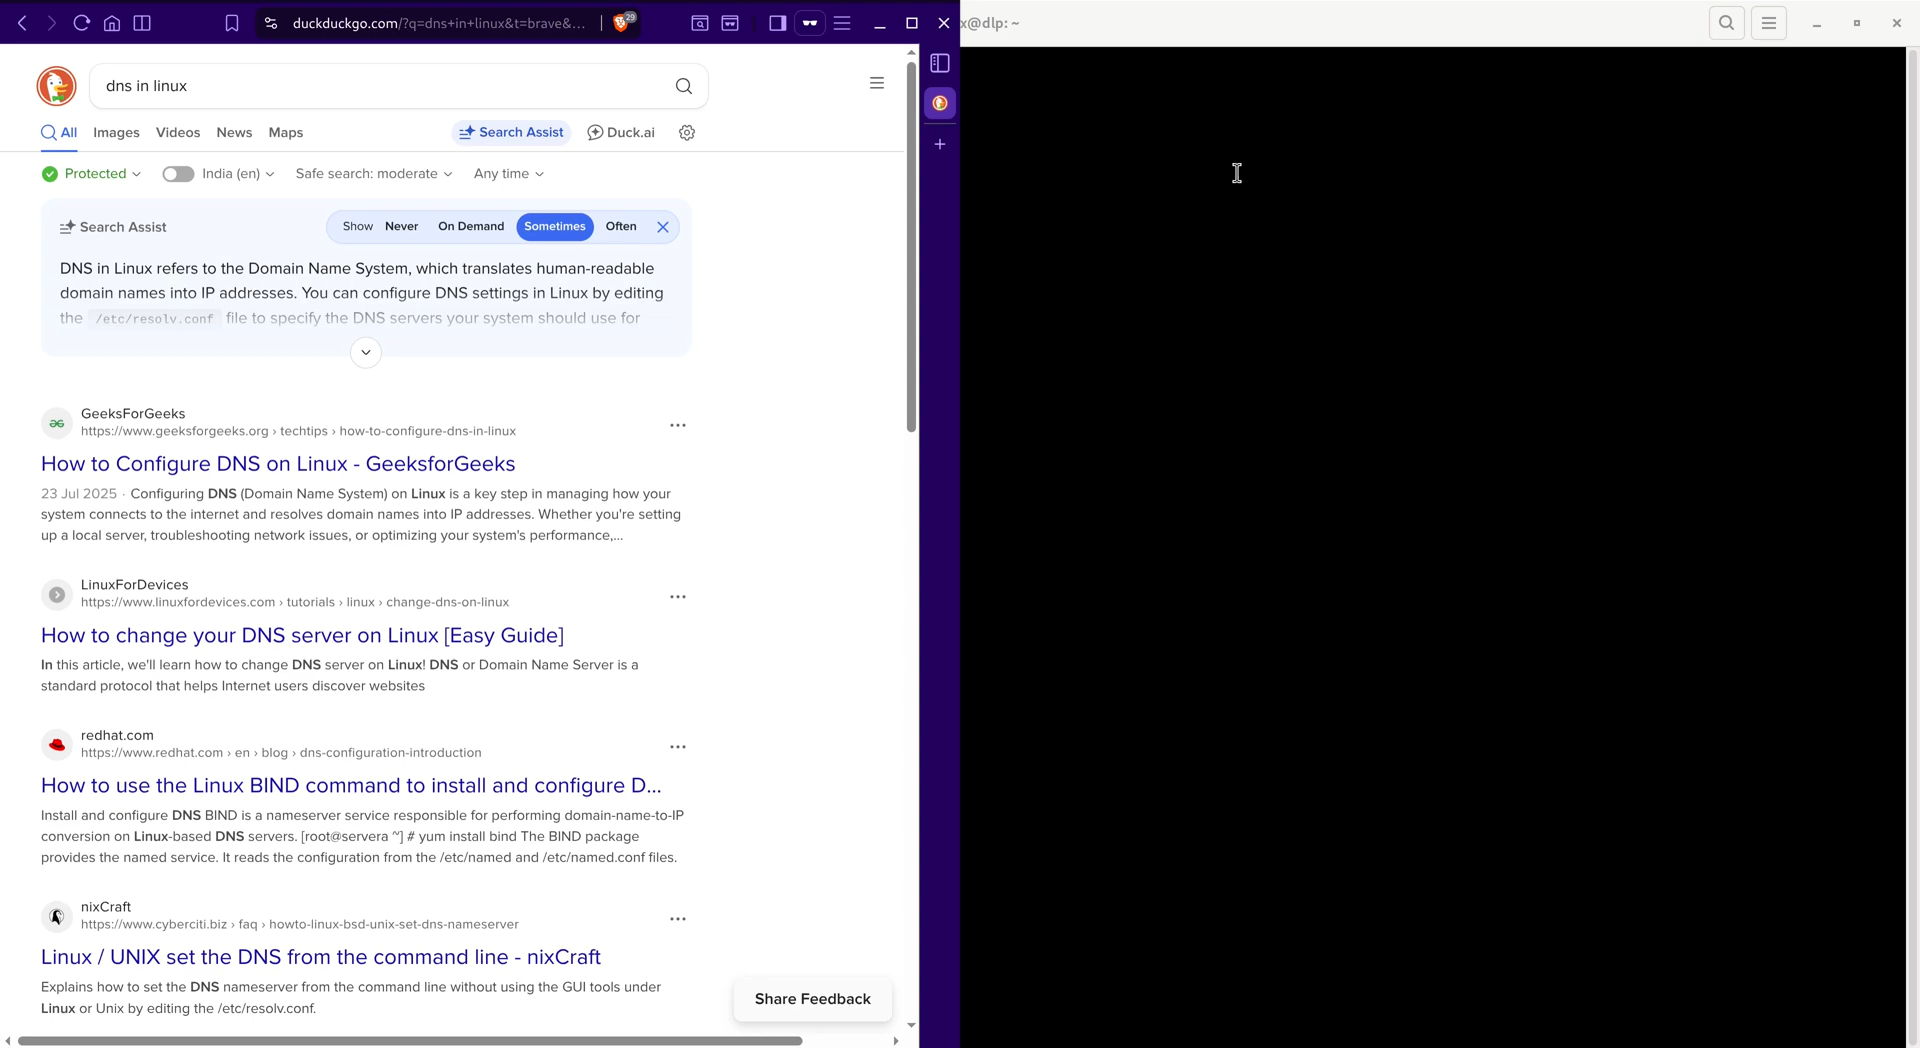 duckduckgo.com/?q=dns+in+linux&t=brave&...
29
x@dlp: ~
dns in linux
All
Images
Videos
News
Maps
Search Assist
Duck.ai
Protected
India (en)
Safe search: moderate
Any time
Search Assist
Show
Never
On Demand
Sometimes
Often
DNS in Linux refers to the Domain Name System, which translates human-readable
domain names into IP addresses. You can configure DNS settings in Linux by editing
the /etc/resolv.conf file to specify the DNS servers your system should use for
GeeksForGeeks
https://www.geeksforgeeks.org › techtips › how-to-configure-dns-in-linux
How to Configure DNS on Linux - GeeksforGeeks
23 Jul 2025 · Configuring DNS (Domain Name System) on Linux is a key step in managing how your
system connects to the internet and resolves domain names into IP addresses. Whether you're setting
up a local server, troubleshooting network issues, or optimizing your system's performance,...
LinuxForDevices
https://www.linuxfordevices.com › tutorials › linux › change-dns-on-linux
How to change your DNS server on Linux [Easy Guide]
In this article, we'll learn how to change DNS server on Linux! DNS or Domain Name Server is a
standard protocol that helps Internet users discover websites
redhat.com
https://www.redhat.com › en › blog › dns-configuration-introduction
How to use the Linux BIND command to install and configure D...
Install and configure DNS BIND is a nameserver service responsible for performing domain-name-to-IP
conversion on Linux-based DNS servers. [root@servera ~] # yum install bind The BIND package
provides the named service. It reads the configuration from the /etc/named and /etc/named.conf files.
nixCraft
https://www.cyberciti.biz › faq › howto-linux-bsd-unix-set-dns-nameserver
Linux / UNIX set the DNS from the command line - nixCraft
Explains how to set the DNS nameserver from the command line without using the GUI tools under
Linux or Unix by editing the /etc/resolv.conf.
Share Feedback